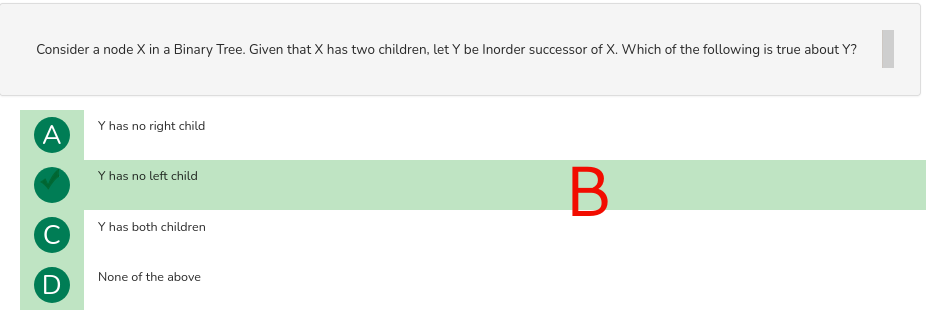 Consider a node X in a Binary Tree. Given that X has two children, let Y be Inorder successor of X. Which of the following is true about Y?
A Y has no right child
Y has no left child B
C Y has both children
D None of the above